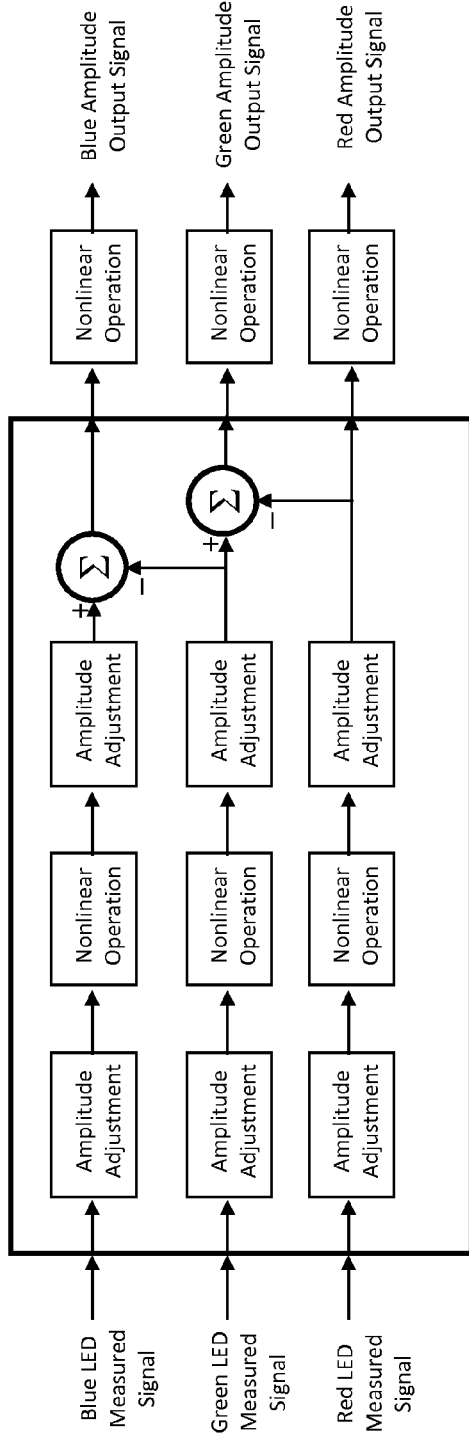 Blue LED
Measured
Signal
Amplitude
Adjustment
Nonlinear
Operation
Amplitude
Adjustment
+
−
Σ
Nonlinear
Operation
Blue Amplitude
Output Signal
Green LED
Measured
Signal
Amplitude
Adjustment
Nonlinear
Operation
Amplitude
Adjustment
+
−
Σ
Nonlinear
Operation
Green Amplitude
Output Signal
Red LED
Measured
Signal
Amplitude
Adjustment
Nonlinear
Operation
Amplitude
Adjustment
Nonlinear
Operation
Red Amplitude
Output Signal